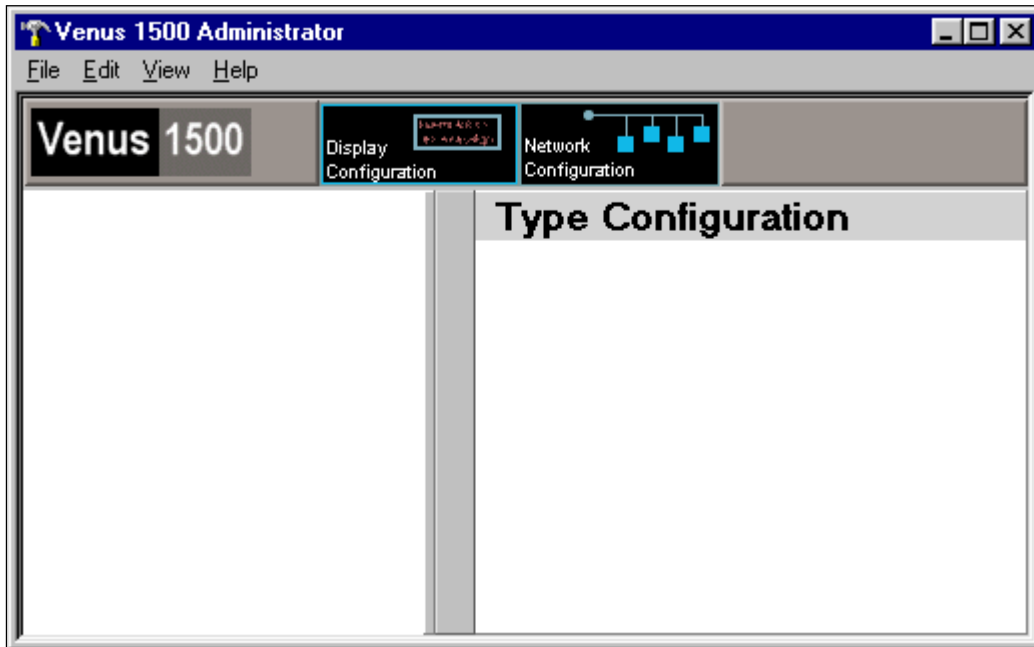 Venus 1500 Administrator
File Edit View Help
Venus 1500
Display
Configuration
Network
Configuration
Type Configuration